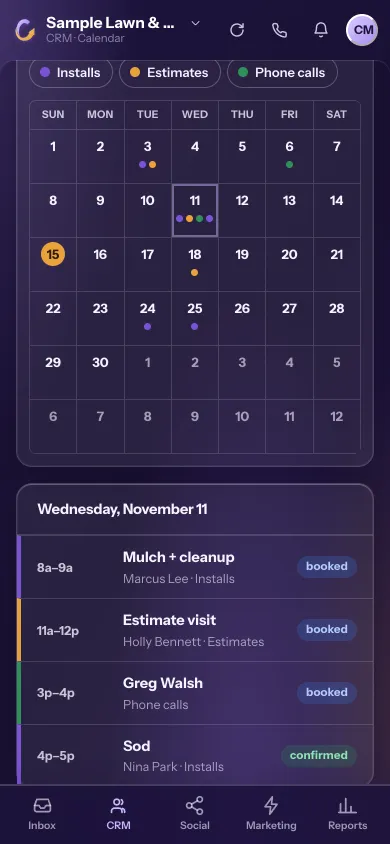 Sample Lawn & ...
CRM · Calendar
CM
Installs
Estimates
Phone calls
SUN MON TUE WED THU FRI SAT
1 2 3 4 5 6 7
8 9 10 11 12 13 14
15 16 17 18 19 20 21
22 23 24 25 26 27 28
29 30 1 2 3 4 5
6 7 8 9 10 11 12
Wednesday, November 11
8a–9a
Mulch + cleanup
Marcus Lee · Installs
booked
11a–12p
Estimate visit
Holly Bennett · Estimates
booked
3p–4p
Greg Walsh
Phone calls
booked
4p–5p
Sod
Nina Park · Installs
confirmed
Inbox
CRM
Social
Marketing
Reports